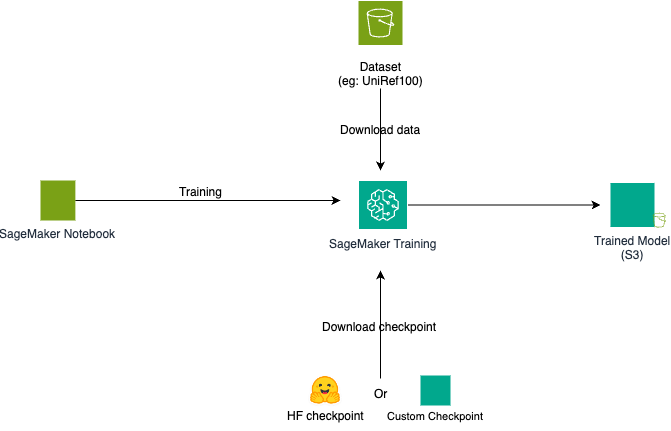 Dataset
(eg: UniRef100)
Download data
Training
SageMaker Notebook
SageMaker Training
Trained Model
(S3)
Download checkpoint
Or
HF checkpoint
Custom Checkpoint